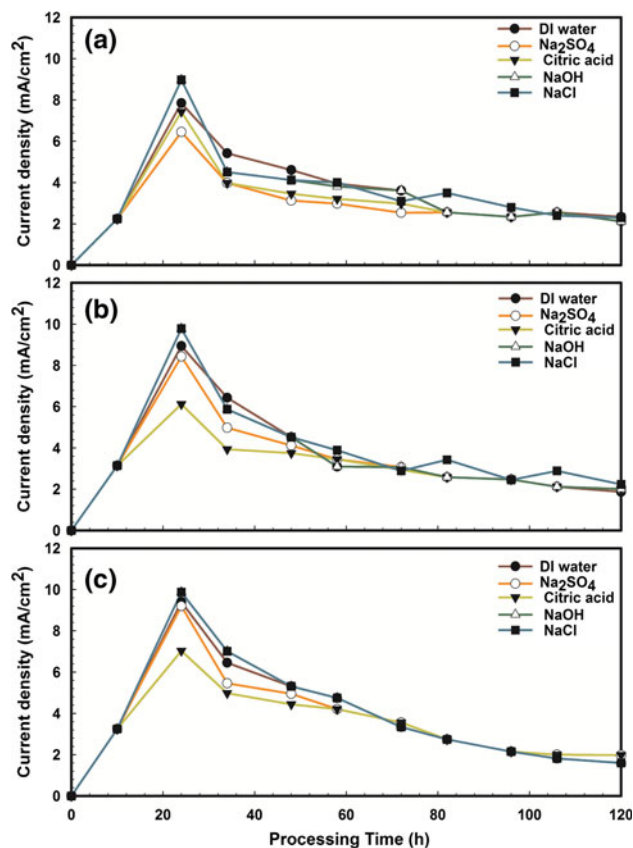 (a)
DI water
Na2SO4
Citric acid
NaOH
NaCl
Current density (mA/cm2)
12
10
8
6
4
2
0
(b)
DI water
Na2SO4
Citric acid
NaOH
NaCl
Current density (mA/cm2)
12
10
8
6
4
2
0
(c)
DI water
Na2SO4
Citric acid
NaOH
NaCl
Current density (mA/cm2)
12
10
8
6
4
2
0
0 20 40 60 80 100 120
Processing Time (h)